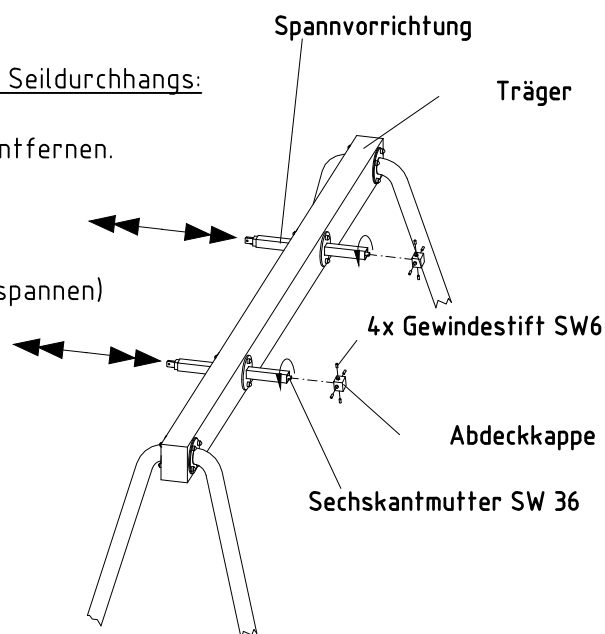 Spannvorrichtung
Seildurchhangs:
Träger
ntfernen.
spannen)
4x Gewindestift SW6
Abdeckkappe
Sechskantmutter SW 36